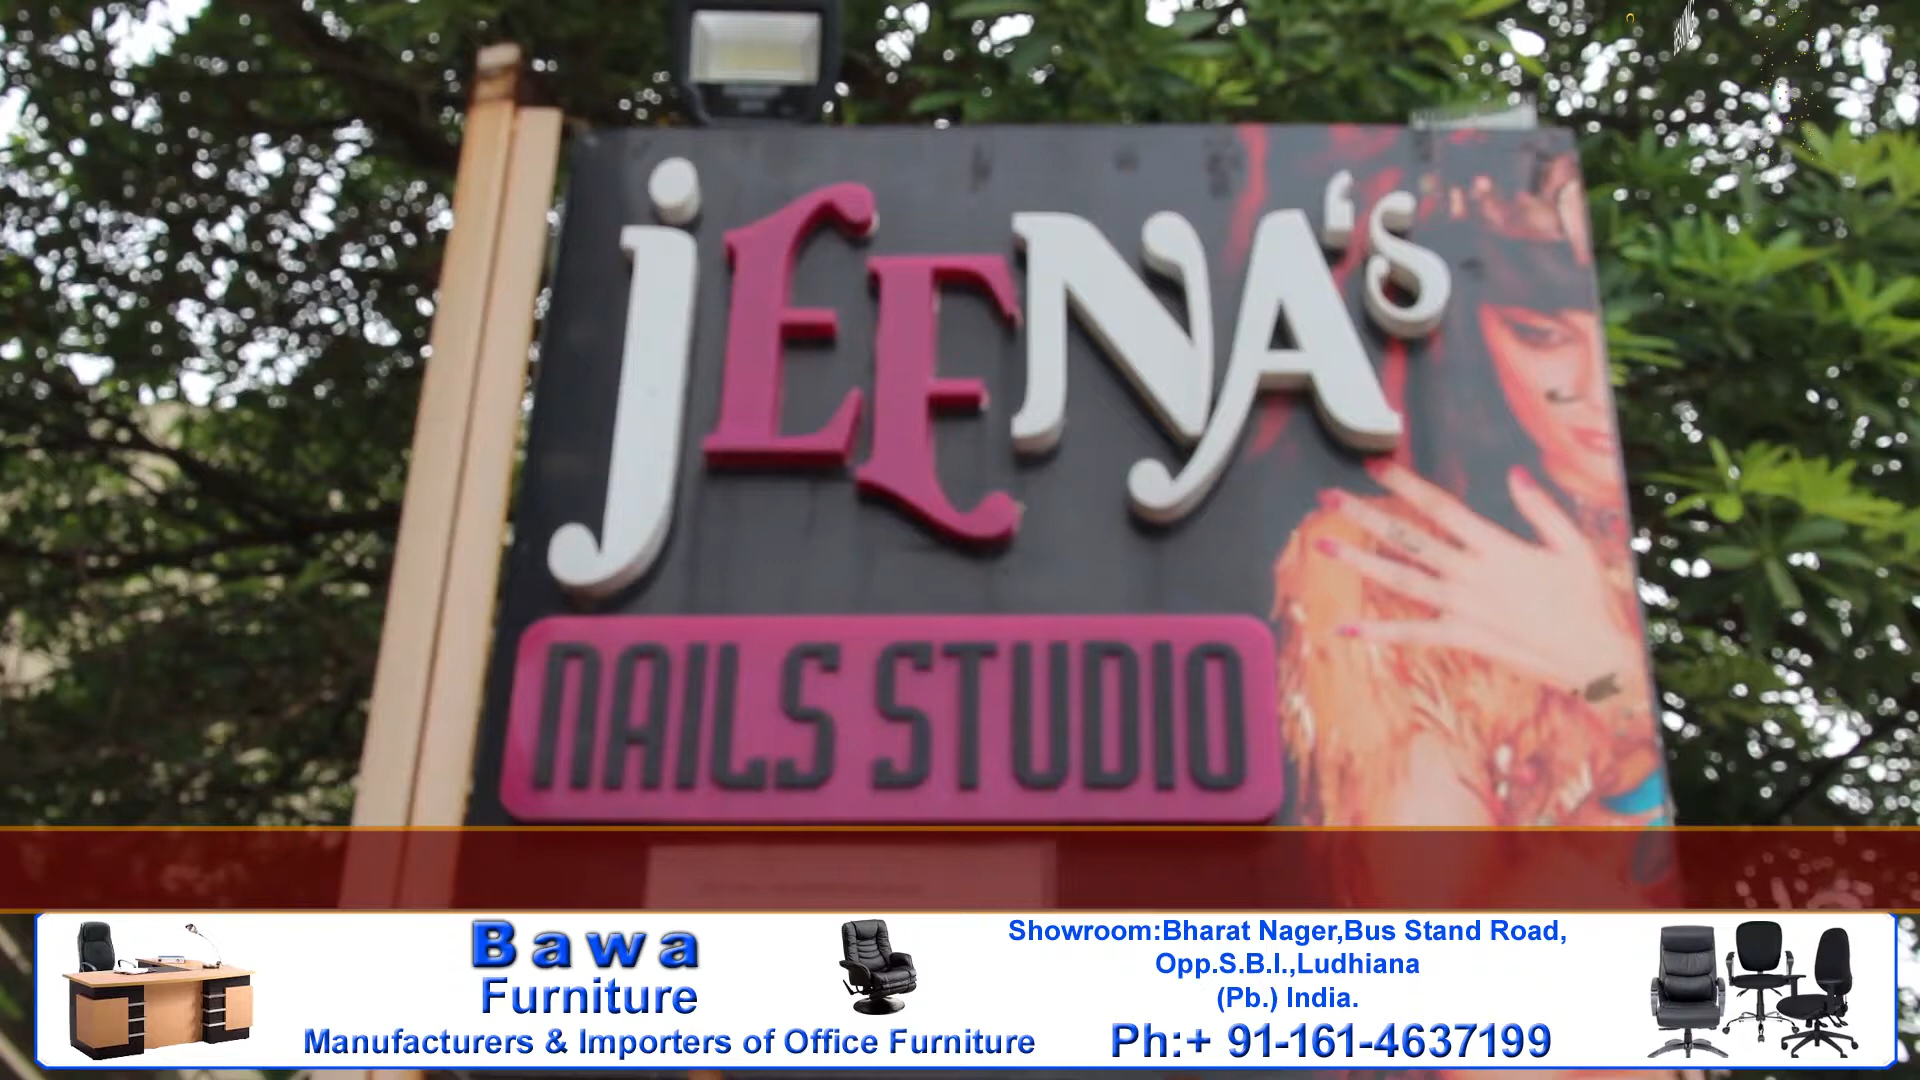 jEENA's
NAILS STUDIO
Bawa
Furniture
Manufacturers & Importers of Office Furniture
Showroom:Bharat Nager,Bus Stand Road,
Opp.S.B.I.,Ludhiana
(Pb.) India.
Ph:+ 91-161-4637199